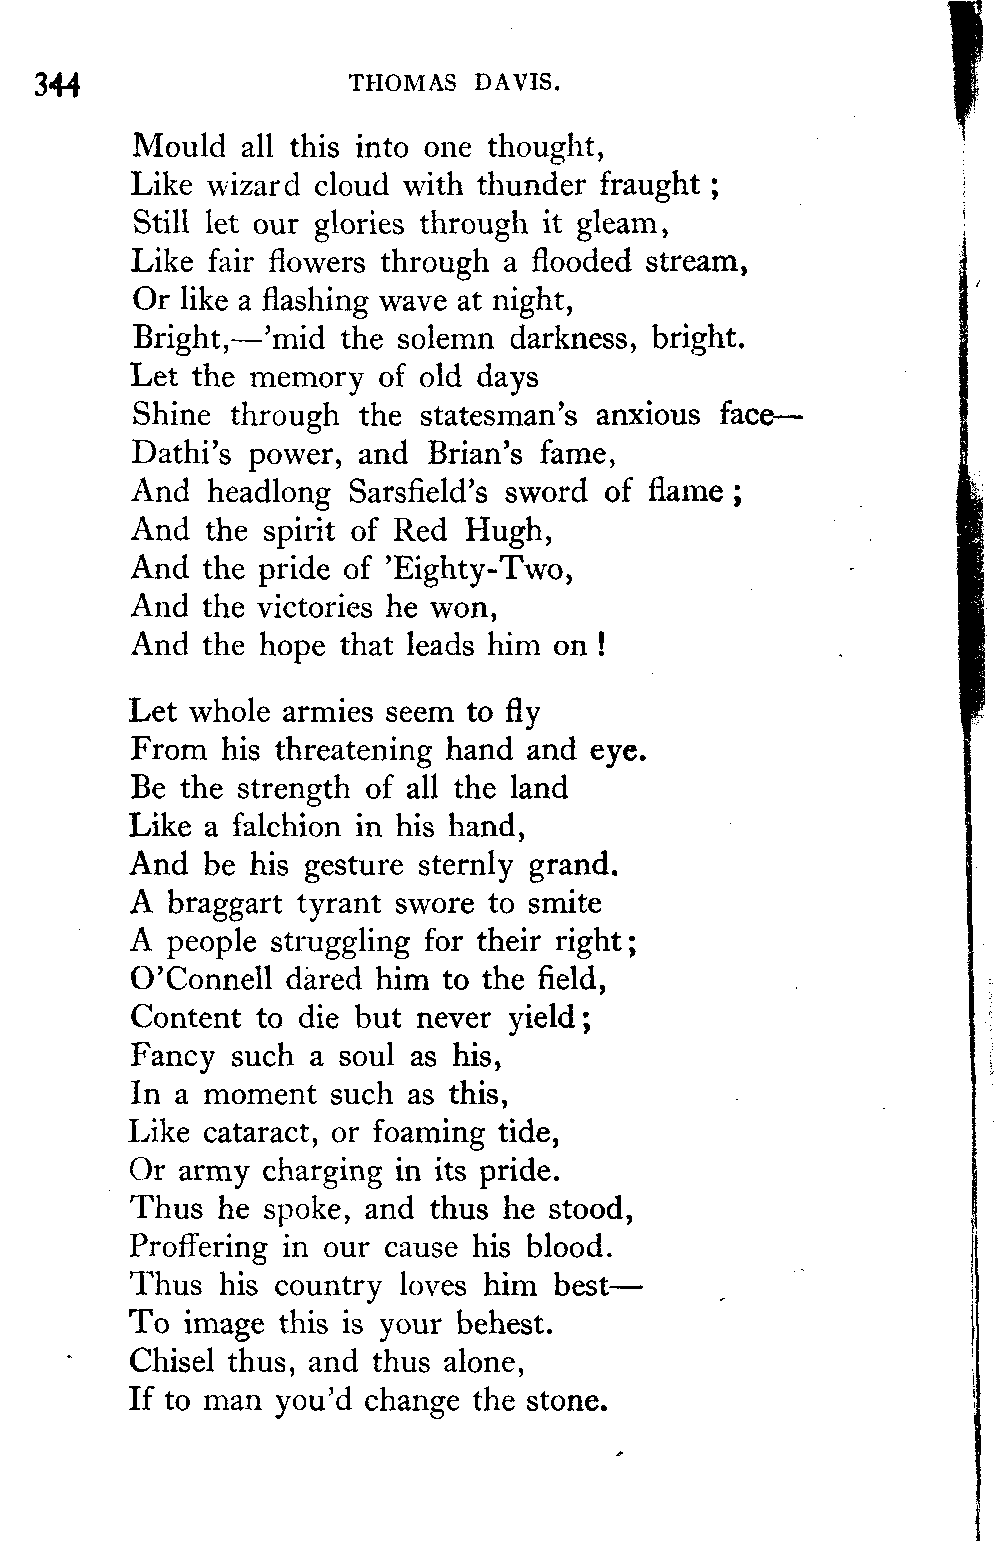 344 THOMAS DAVIS.
Mould all this into one thought,
Like wizard cloud with thunder fraught ;
Still let our glories through it gleam,
Like fair flowers through a flooded stream,
Or like a flashing wave at night,
Bright,—’mid the solemn darkness, bright.
Let the memory of old days
Shine through the statesman’s anxious face—
Dathi’s power, and Brian’s fame,
And headlong Sarsfield’s sword of flame ;
And the spirit of Red Hugh,
And the pride of ’Eighty-Two,
And the victories he won,
And the hope that leads him on !
Let whole armies seem to fly
From his threatening hand and eye.
Be the strength of all the land
Like a falchion in his hand,
And be his gesture sternly grand.
A braggart tyrant swore to smite
A people struggling for their right;
O’Connell dared him to the field,
Content to die but never yield;
Fancy such a soul as his,
In a moment such as this,
Like cataract, or foaming tide,
Or army charging in its pride.
Thus he spoke, and thus he stood,
Proffering in our cause his blood.
Thus his country loves him best—
To image this is your behest.
Chisel thus, and thus alone,
If to man you’d change the stone.